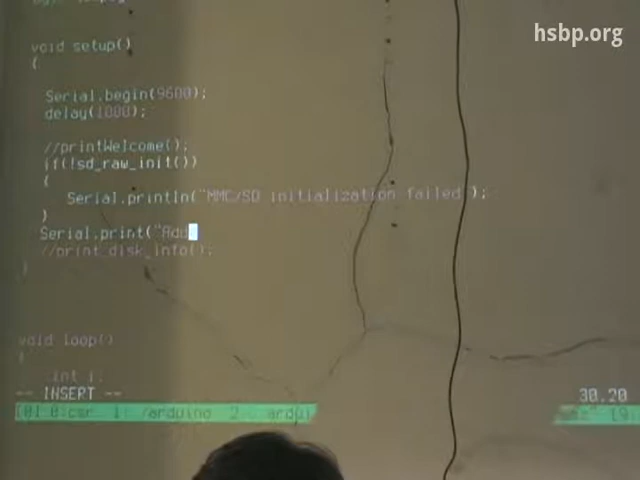 hsbp.org
void setup()
{
Serial.begin(9600);
delay(1000);
//printWelcome();
if(!sd_raw_init())
{
Serial.println("MMC/SD initialization failed");
}
Serial.print("Add
//print_disk_info();
}
void loop()
{
int i;
-- INSERT --
30.20